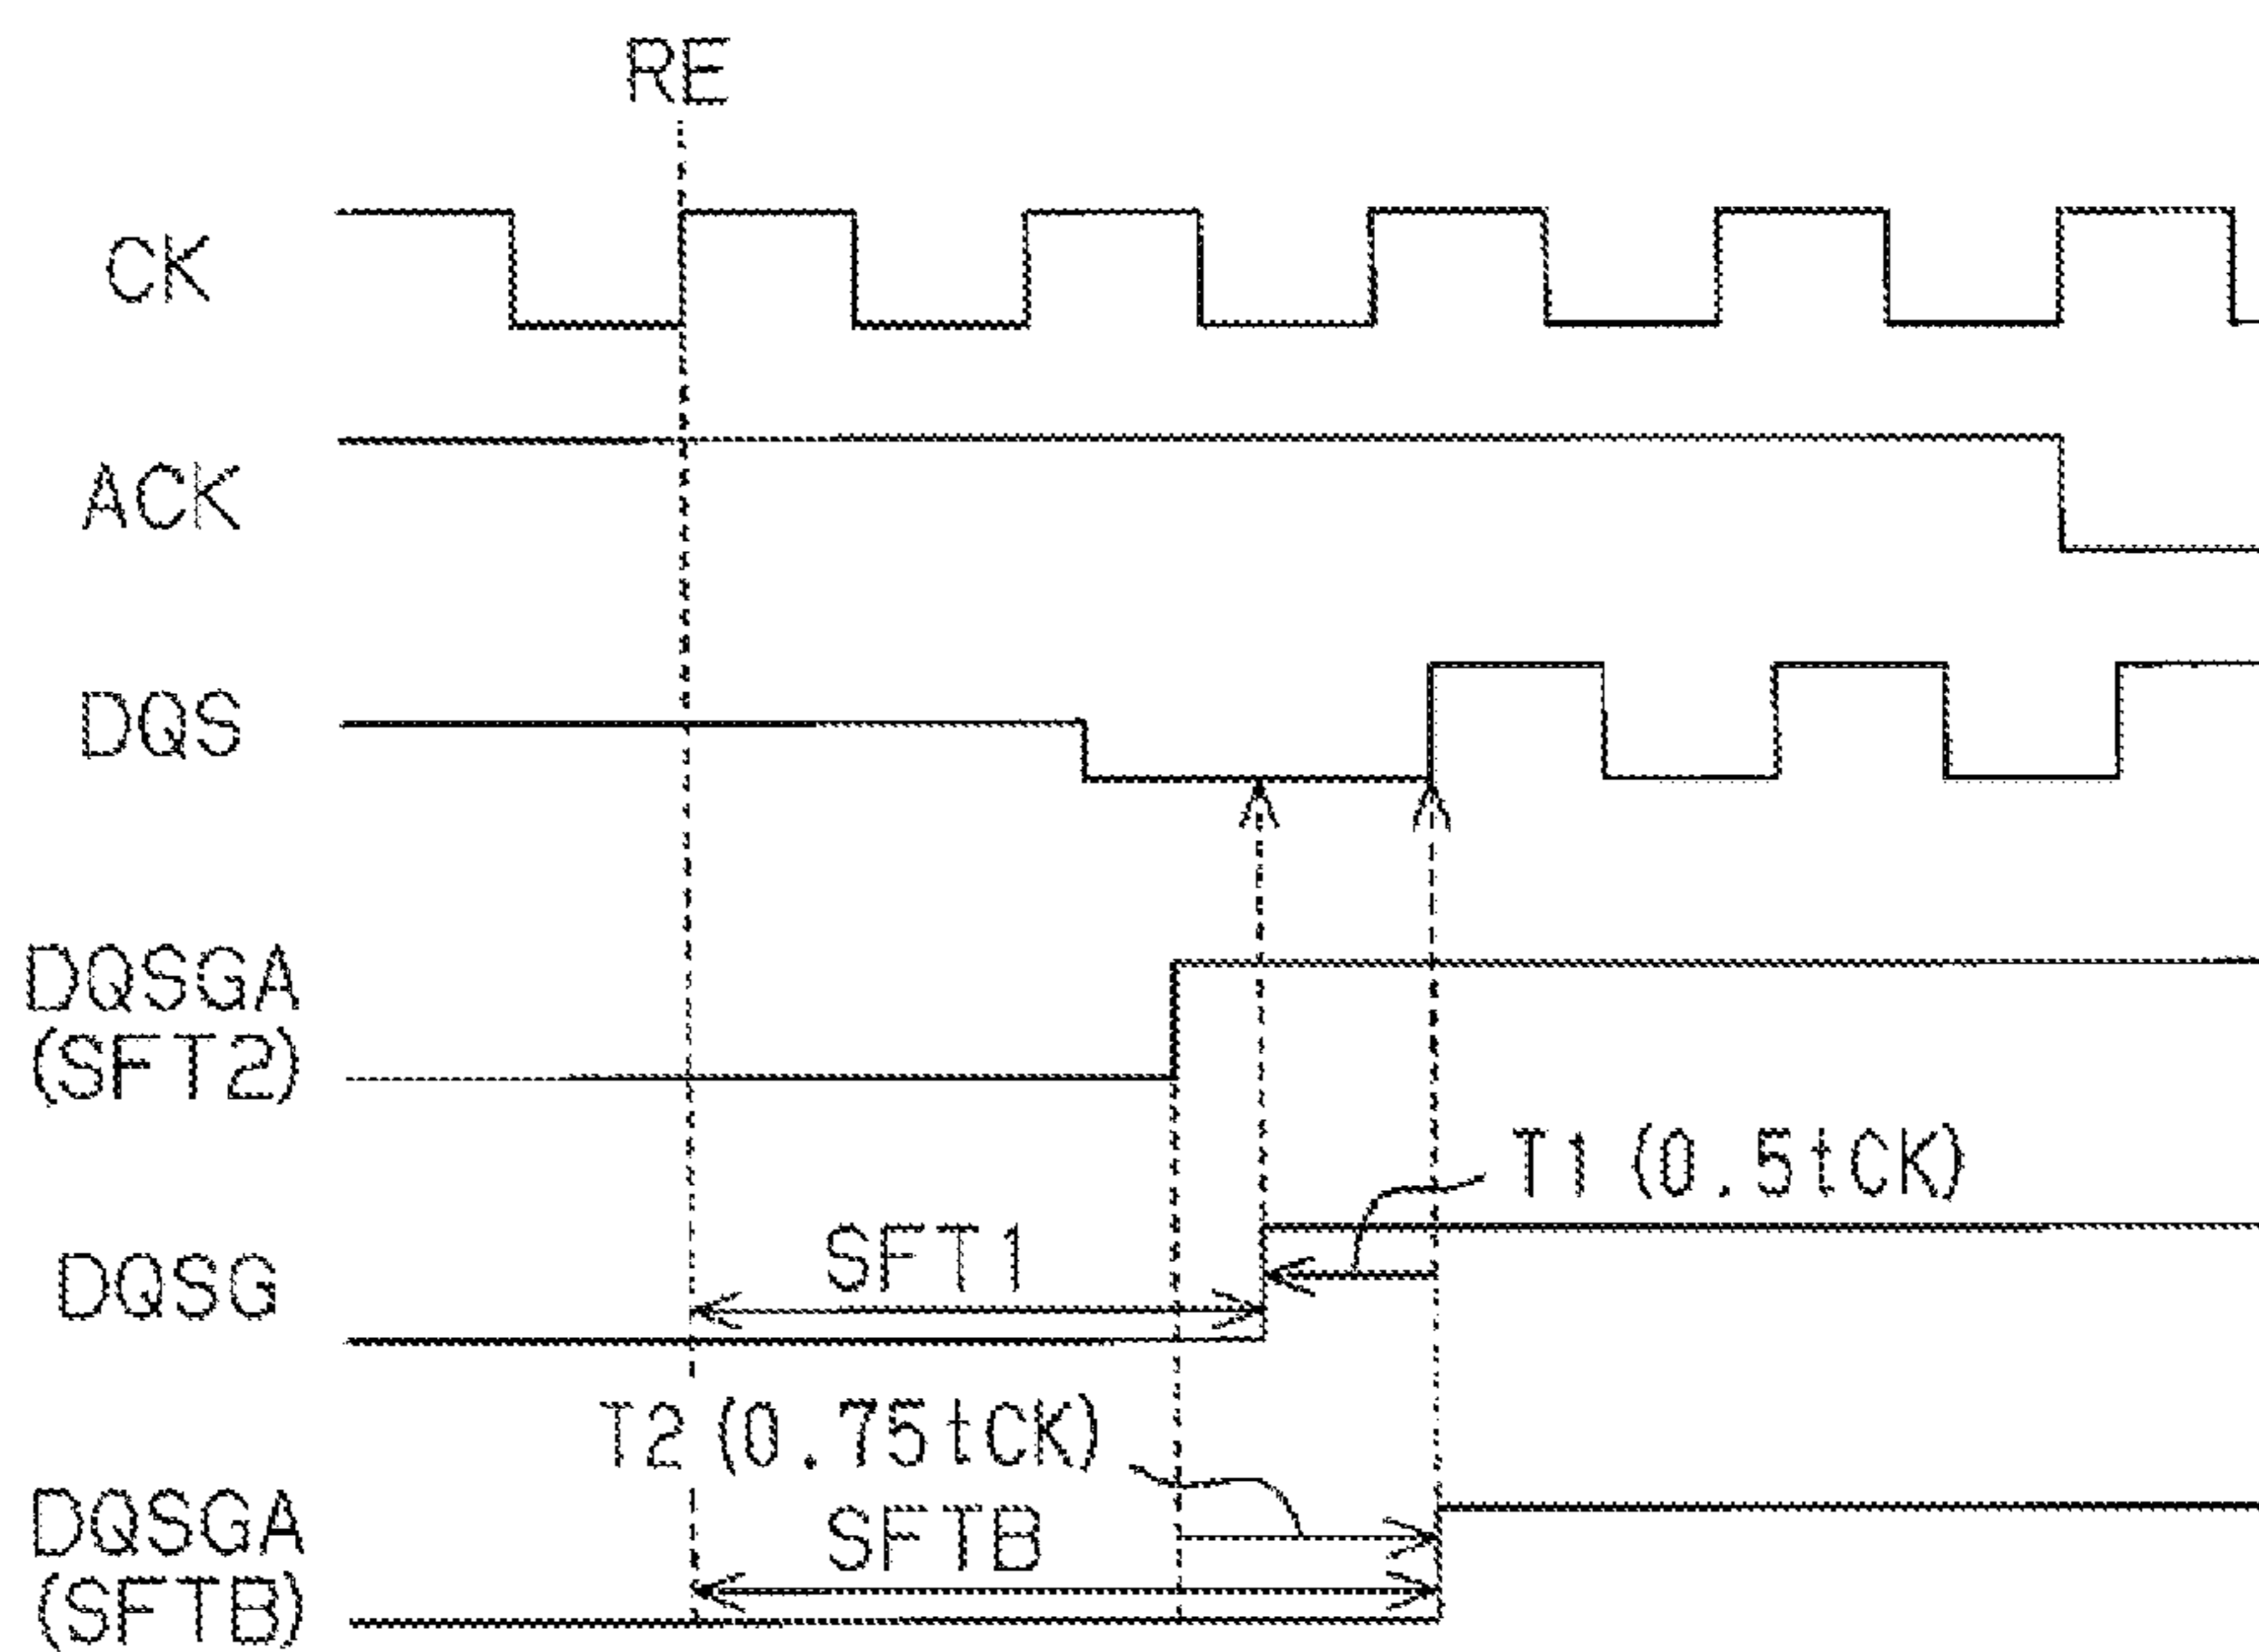 RE
CK
ACK
DQS
DQSGA
(SFT2)
T1(0.5tCK)
SFT1
DQSG
T2(0.75tCK)
SFTB
DQSGA
(SFTB)